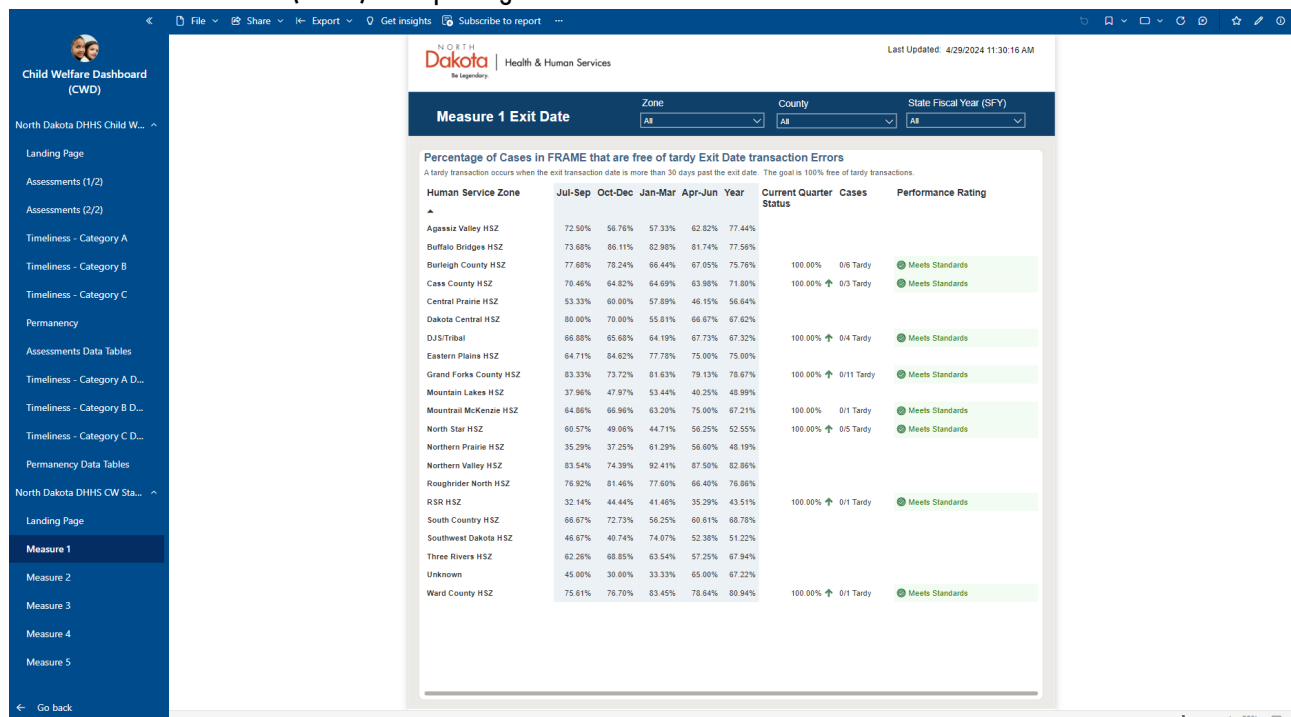 File Share Export Get insights Subscribe to report ...
Child Welfare Dashboard
(CWD)
North Dakota DHHS Child W...
Landing Page
Assessments (1/2)
Assessments (2/2)
Timeliness - Category A
Timeliness - Category B
Timeliness - Category C
Permanency
Assessments Data Tables
Timeliness - Category A D...
Timeliness - Category B D...
Timeliness - Category C D...
Permanency Data Tables
North Dakota DHHS CW Sta...
Landing Page
Measure 1
Measure 2
Measure 3
Measure 4
Measure 5
Go back
NORTH
Dakota | Health & Human Services
Be Legendary.
Last Updated: 4/29/2024 11:30:16 AM
Measure 1 Exit Date
Zone County State Fiscal Year (SFY)
All All All
Percentage of Cases in FRAME that are free of tardy Exit Date transaction Errors
A tardy transaction occurs when the exit transaction date is more than 30 days past the exit date. The goal is 100% free of tardy transactions.
Human Service Zone Jul-Sep Oct-Dec Jan-Mar Apr-Jun Year Current Quarter Status Cases Performance Rating
Agassiz Valley HSZ 72.50% 56.76% 57.33% 62.82% 77.44%
Buffalo Bridges HSZ 73.68% 86.11% 82.98% 81.74% 77.56%
Burleigh County HSZ 77.68% 78.24% 66.44% 67.05% 75.76% 100.00% 0/6 Tardy Meets Standards
Cass County HSZ 70.46% 64.82% 64.69% 63.98% 71.80% 100.00% 0/3 Tardy Meets Standards
Central Prairie HSZ 53.33% 60.00% 57.89% 46.15% 56.64%
Dakota Central HSZ 80.00% 70.00% 55.81% 66.67% 67.62%
DJS/Tribal 66.88% 65.68% 64.19% 67.73% 67.32% 100.00% 0/4 Tardy Meets Standards
Eastern Plains HSZ 64.71% 84.62% 77.78% 75.00% 75.00%
Grand Forks County HSZ 83.33% 73.72% 81.63% 79.13% 78.67% 100.00% 0/11 Tardy Meets Standards
Mountain Lakes HSZ 37.96% 47.97% 53.44% 40.25% 48.99%
Mountrail McKenzie HSZ 64.86% 66.96% 63.20% 75.00% 67.21% 100.00% 0/1 Tardy Meets Standards
North Star HSZ 60.57% 49.06% 44.71% 56.25% 52.55% 100.00% 0/5 Tardy Meets Standards
Northern Prairie HSZ 35.29% 37.25% 61.29% 56.60% 48.19%
Northern Valley HSZ 83.54% 74.39% 92.41% 87.50% 82.86%
Roughrider North HSZ 76.92% 81.46% 77.60% 66.40% 76.86%
RSR HSZ 32.14% 44.44% 41.46% 35.29% 43.51% 100.00% 0/1 Tardy Meets Standards
South Country HSZ 66.67% 72.73% 56.25% 60.61% 68.78%
Southwest Dakota HSZ 46.67% 40.74% 74.07% 52.38% 51.22%
Three Rivers HSZ 62.26% 68.85% 63.54% 57.25% 67.94%
Unknown 45.00% 30.00% 33.33% 65.00% 67.22%
Ward County HSZ 75.61% 76.70% 83.45% 78.64% 80.94% 100.00% 0/1 Tardy Meets Standards